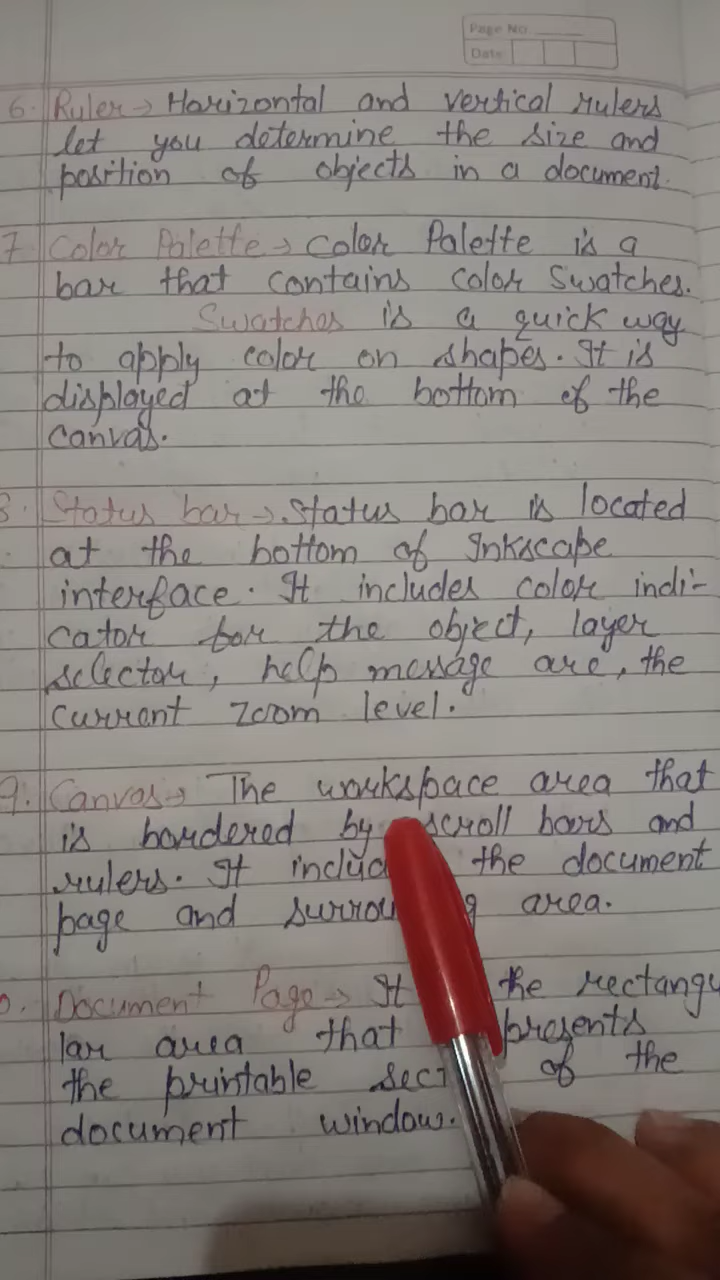 Page No.
Date
6. Ruler → Horizontal and vertical rulers
let you determine the size and
position of objects in a document.
7. Color Palette → Color Palette is a
bar that contains color Swatches.
Swatches is a quick way
to apply color on shapes. It is
displayed at the bottom of the
canvas.
8. Status bar → Status bar is located
at the bottom of Inkscape
interface. It includes color indi-
cator for the object, layer
selector, help message are, the
current zoom level.
9. Canvas → The workspace area that
is bordered by scroll bars and
rulers. It the document
page and area.
Document Page → It the rectangu
lar area that
the printable of the
document window.